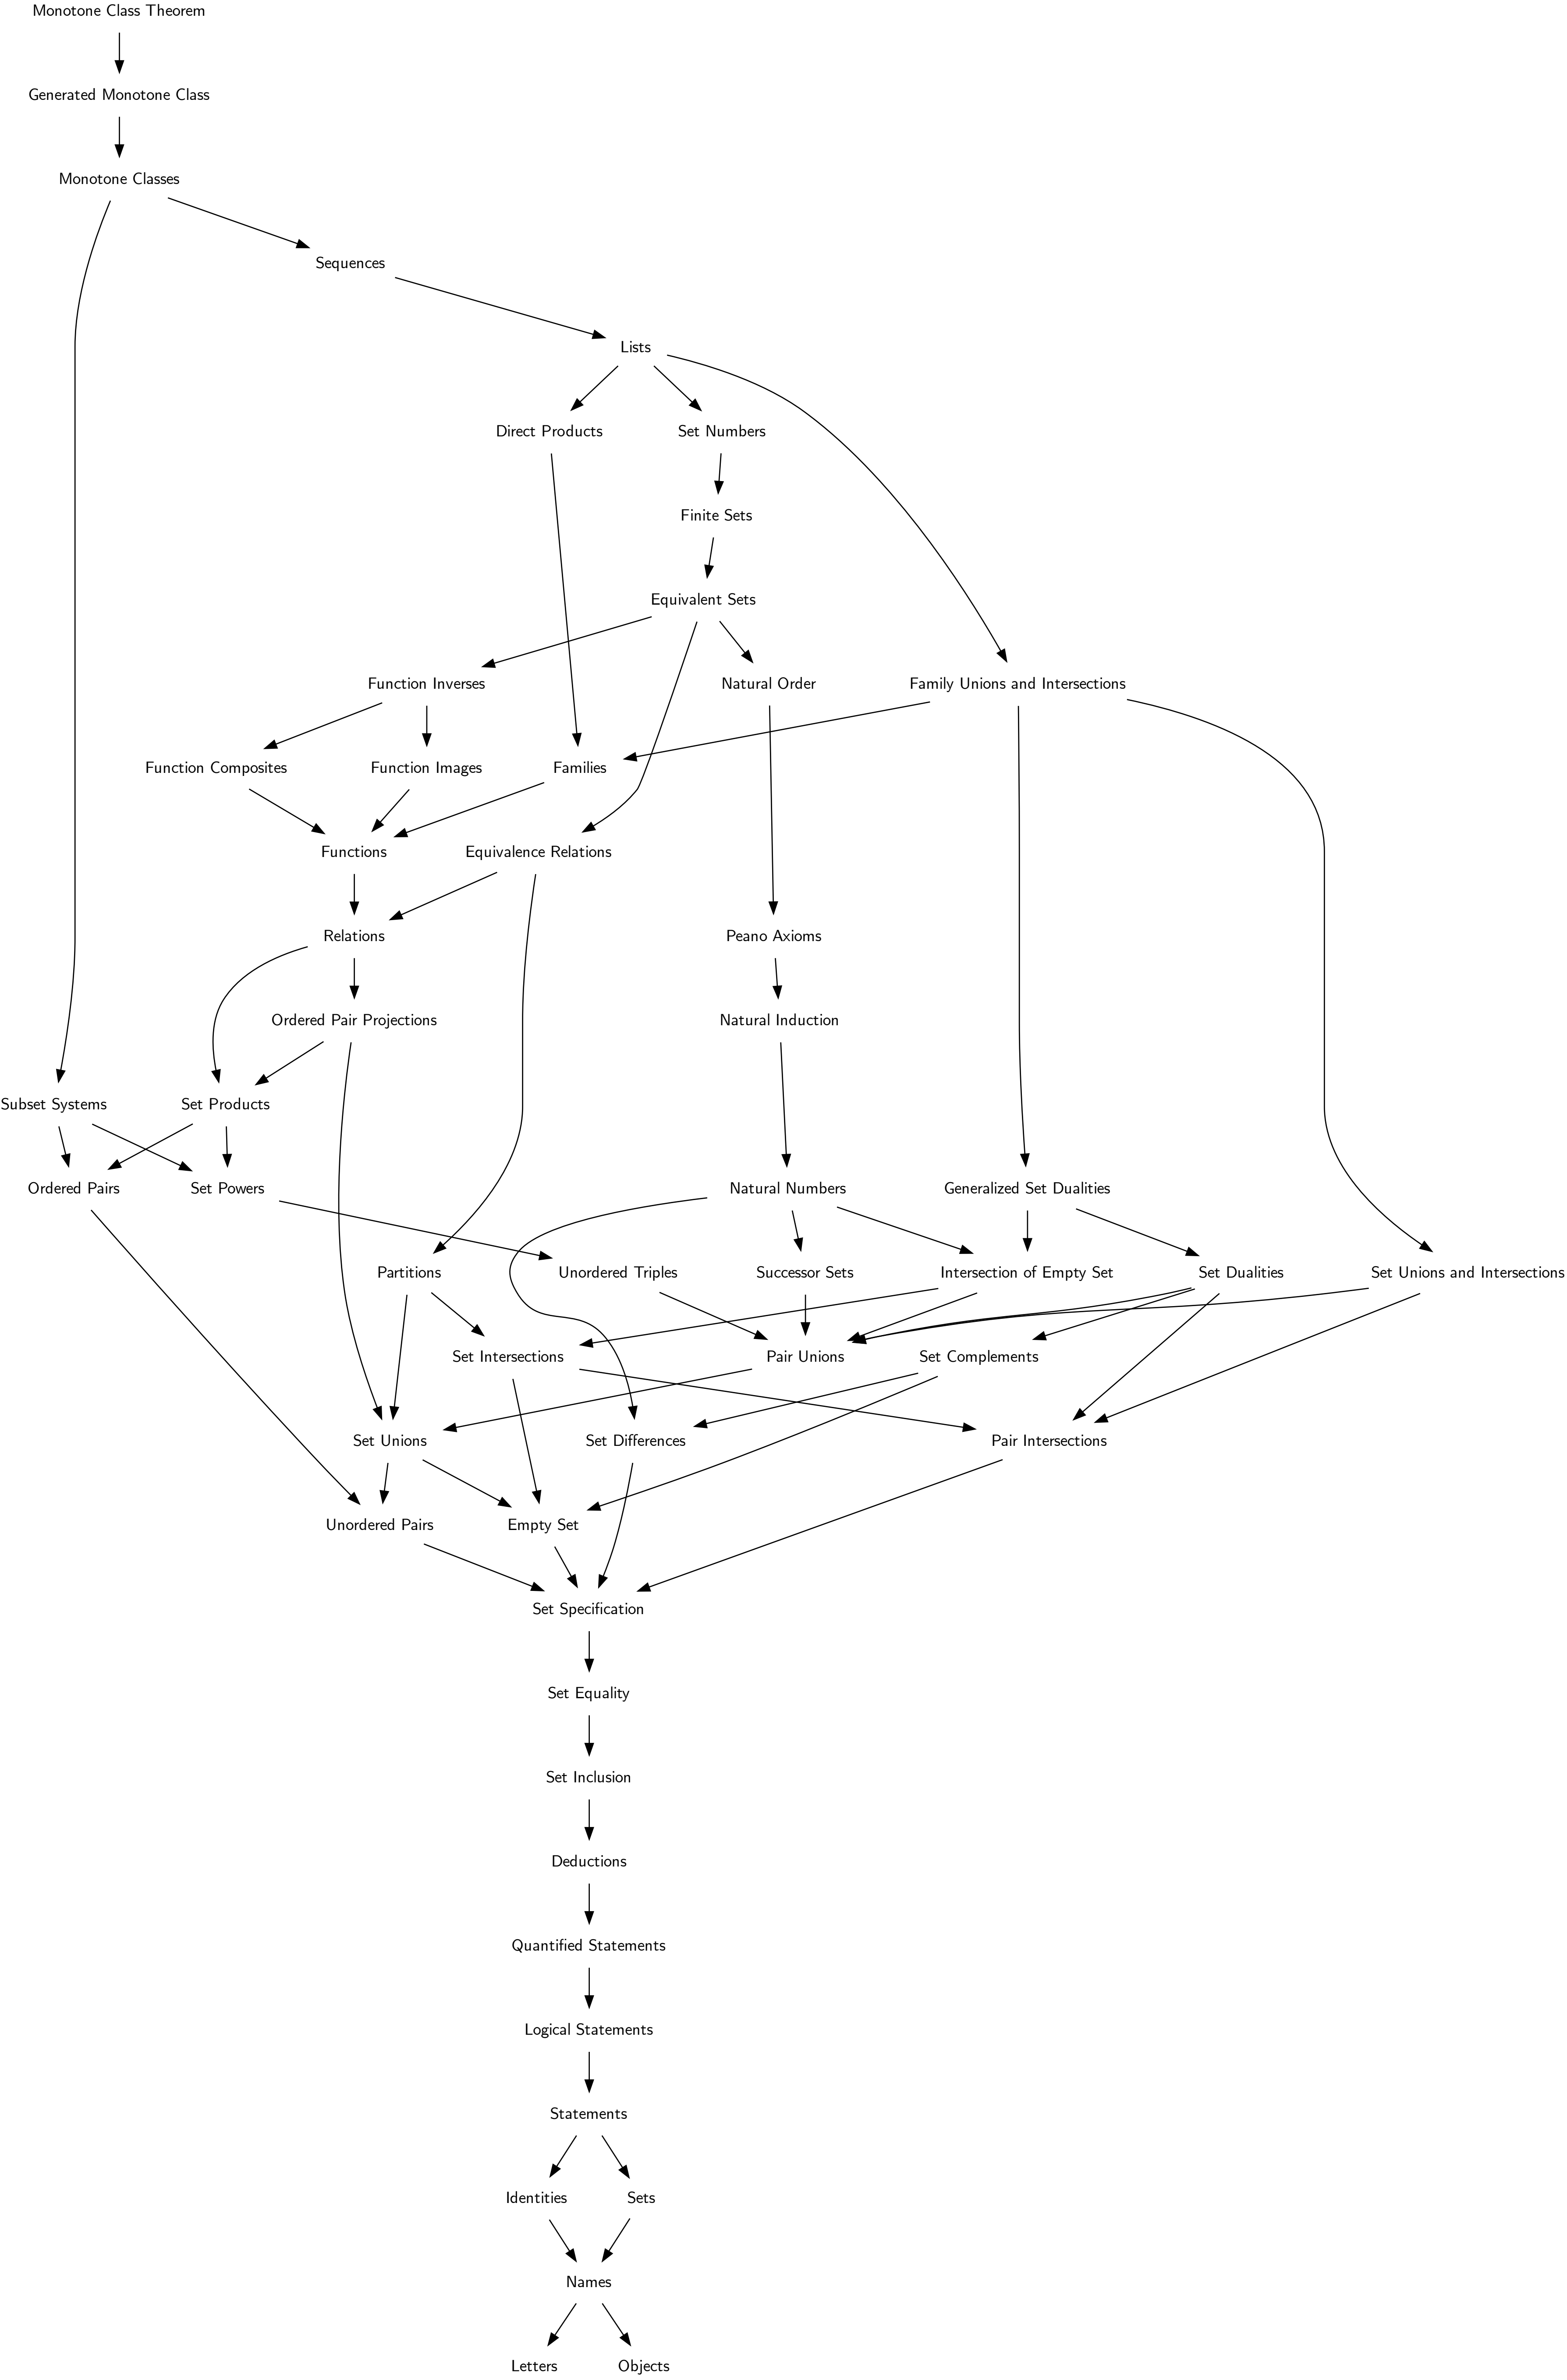 Monotone Class Theorem
Generated Monotone Class
Monotone Classes
Sequences
Lists
Direct Products
Set Numbers
Finite Sets
Equivalent Sets
Function Inverses
Natural Order
Family Unions and Intersections
Function Composites
Function Images
Families
Functions
Equivalence Relations
Relations
Peano Axioms
Ordered Pair Projections
Natural Induction
Subset Systems
Set Products
Ordered Pairs
Set Powers
Natural Numbers
Generalized Set Dualities
Partitions
Unordered Triples
Successor Sets
Intersection of Empty Set
Set Dualities
Set Unions and Intersections
Set Intersections
Pair Unions
Set Complements
Set Unions
Set Differences
Pair Intersections
Unordered Pairs
Empty Set
Set Specification
Set Equality
Set Inclusion
Deductions
Quantified Statements
Logical Statements
Statements
Identities
Sets
Names
Letters
Objects